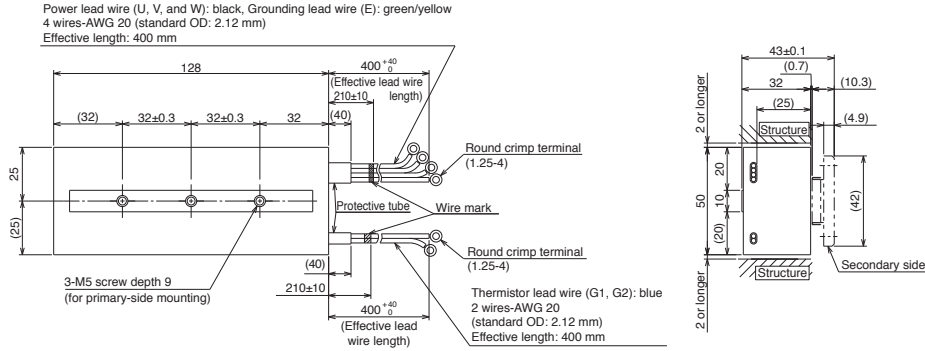 Power lead wire (U, V, and W): black, Grounding lead wire (E): green/yellow
4 wires-AWG 20 (standard OD: 2.12 mm)
Effective length: 400 mm
128
400 +40 0
(Effective lead wire
length)
210±10
(32)
32±0.3
32±0.3
32
(40)
25
(25)
Round crimp terminal
(1.25-4)
Protective tube
Wire mark
3-M5 screw depth 9
(for primary-side mounting)
(40)
210±10
400 +40 0
(Effective lead
wire length)
Round crimp terminal
(1.25-4)
Thermistor lead wire (G1, G2): blue
2 wires-AWG 20
(standard OD: 2.12 mm)
Effective length: 400 mm
43±0.1
(0.7)
32
(10.3)
(25)
(4.9)
2 or longer
Structure
20
50
10
(20)
(42)
Structure
Secondary side
2 or longer